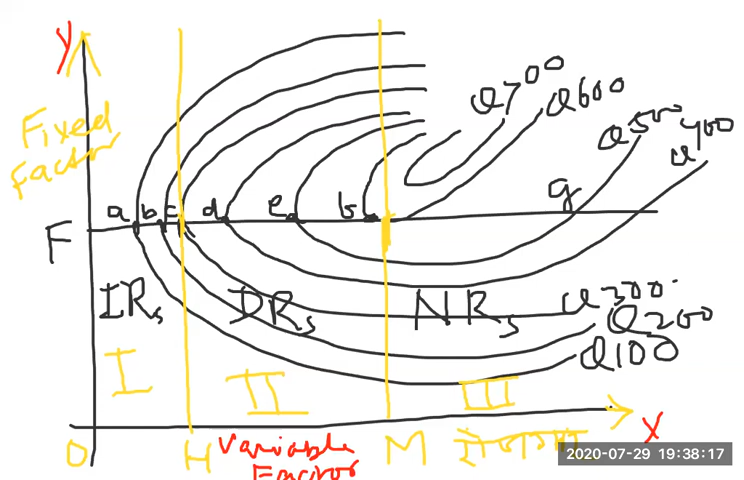 Y
Fixed
Factor
Q700
Q600
Q500
Q400
a b c d e g
F
IRs DRs NRs
Q300
Q200
Q100
I II III
O H M X
Variable
Factor
2020-07-29 19:38:17